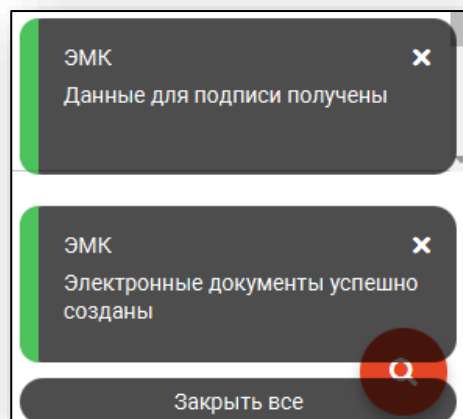 ЭМК
Данные для подписи получены
ЭМК
Электронные документы успешно
созданы
Закрыть все